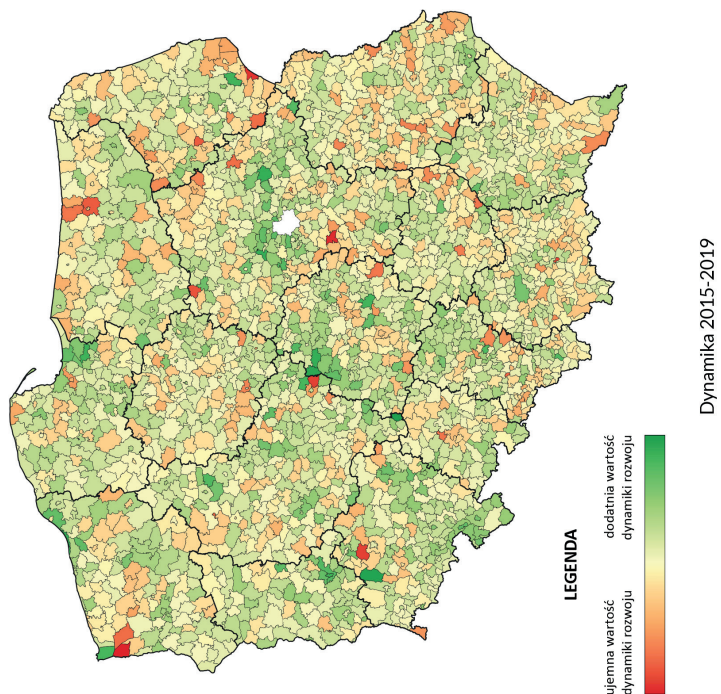 Dynamika 2015-2019
LEGENDA
ujemna wartość
dynamiki rozwoju
dodatnia wartość
dynamiki rozwoju